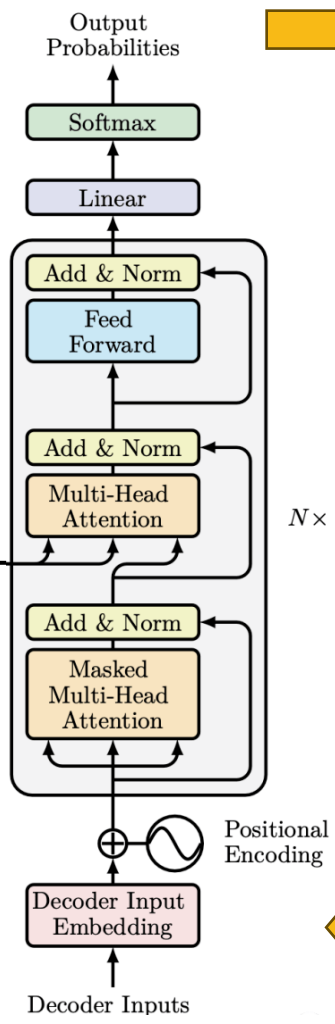 Output
Probabilities
Softmax
Linear
Add & Norm
Feed
Forward
Add & Norm
Multi-Head
Attention
N×
Add & Norm
Masked
Multi-Head
Attention
Positional
Encoding
Decoder Input
Embedding
Decoder Inputs